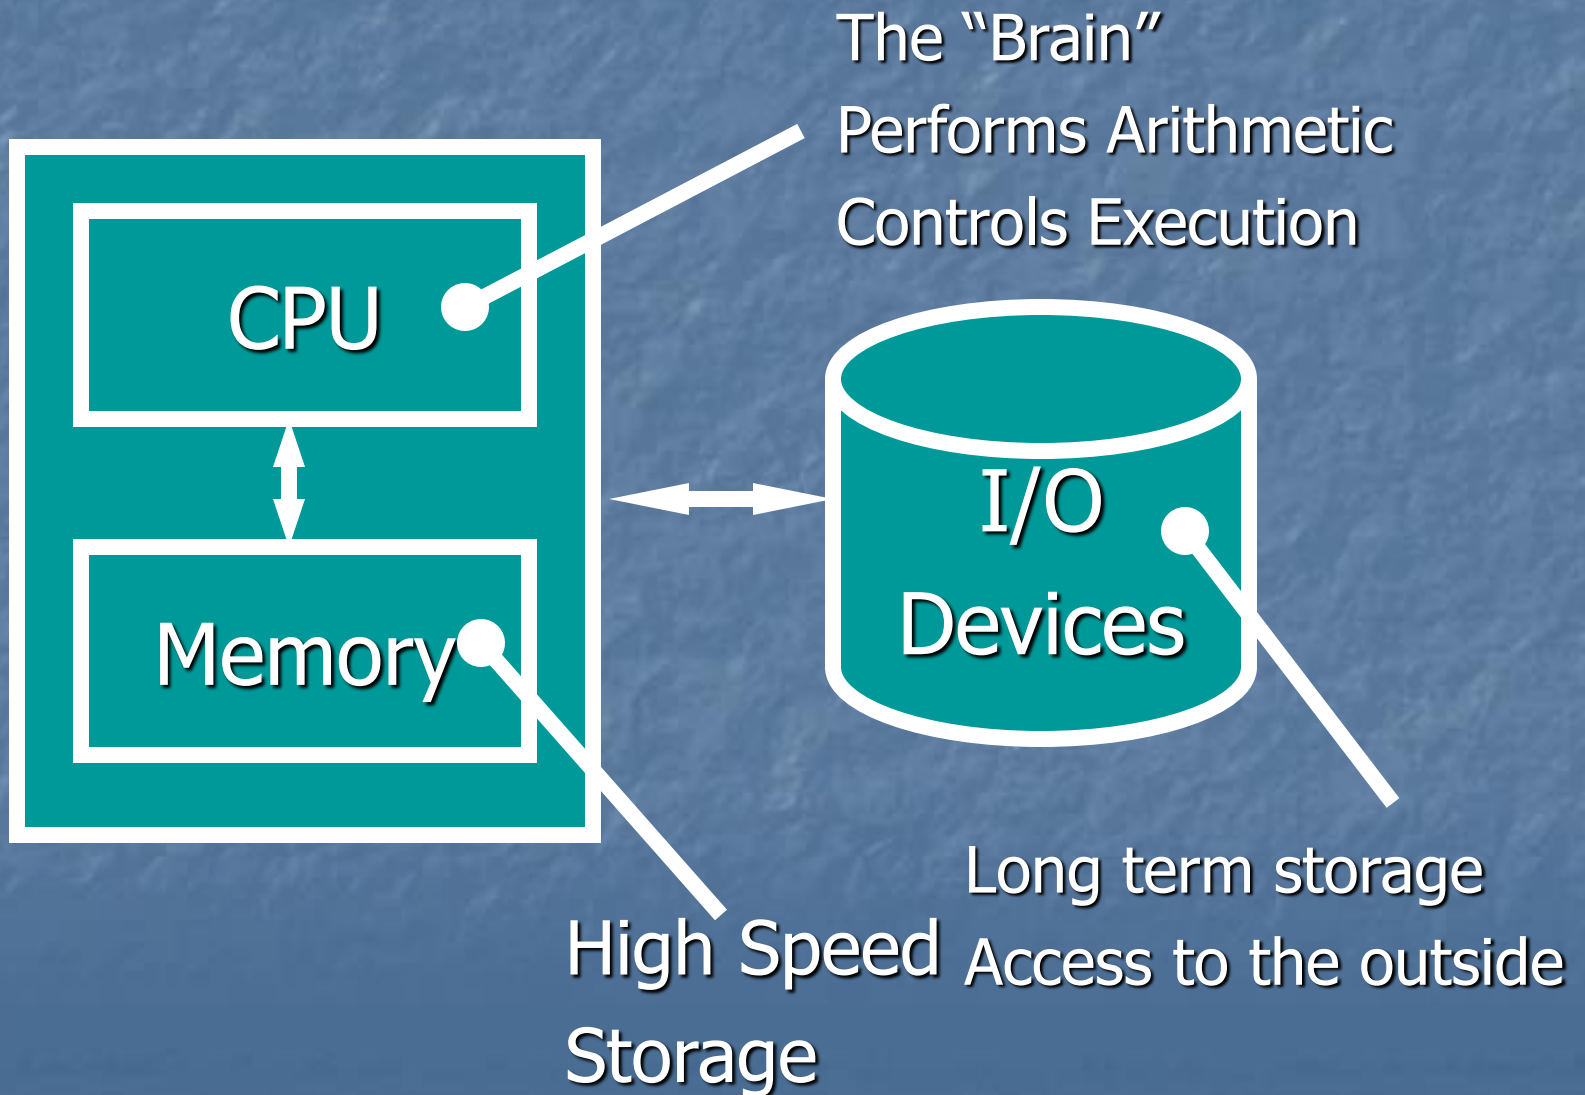 The “Brain”
Performs Arithmetic
Controls Execution
CPU
I/O
Devices
Memory
Long term storage
Access to the outside
High Speed
Storage